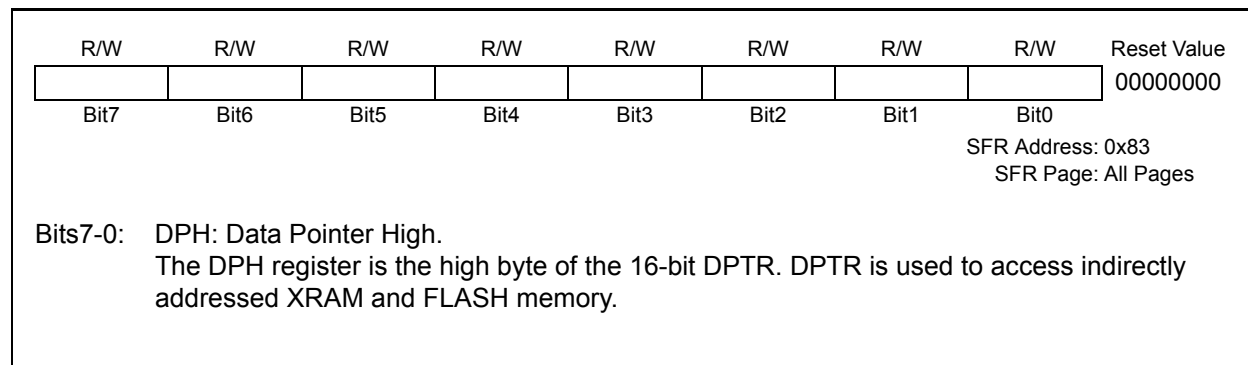 R/W R/W R/W R/W R/W R/W R/W R/W Reset Value
00000000
Bit7 Bit6 Bit5 Bit4 Bit3 Bit2 Bit1 Bit0
SFR Address: 0x83
SFR Page: All Pages
Bits7-0: DPH: Data Pointer High.
The DPH register is the high byte of the 16-bit DPTR. DPTR is used to access indirectly
addressed XRAM and FLASH memory.